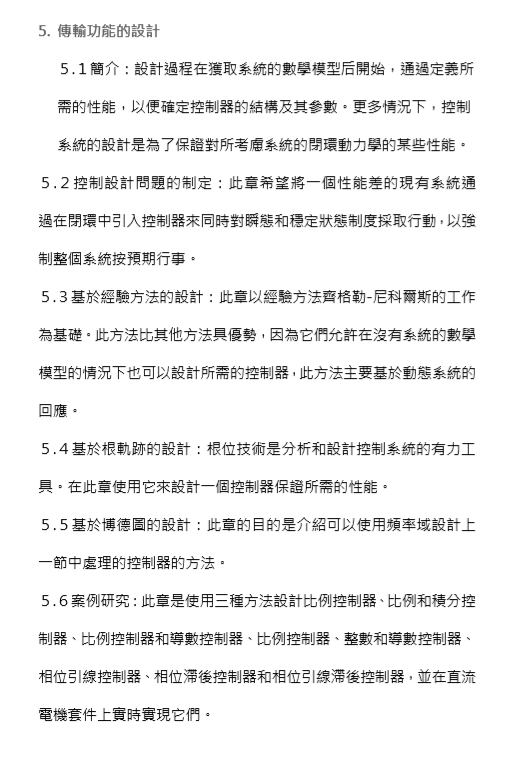 5. 傳輸功能的設計
5.1 簡介：設計過程在獲取系統的數學模型后開始，通過定義所
需的性能，以便確定控制器的結構及其參數。更多情況下，控制
系統的設計是為了保證對所考慮系統的閉環動力學的某些性能。
5.2 控制設計問題的制定：此章希望將一個性能差的現有系統通
過在閉環中引入控制器來同時對瞬態和穩定狀態制度採取行動，以強
制整個系統按預期行事。
5.3 基於經驗方法的設計：此章以經驗方法齊格勒-尼科爾斯的工作
為基礎。此方法比其他方法具優勢，因為它們允許在沒有系統的數學
模型的情況下也可以設計所需的控制器，此方法主要基於動態系統的
回應。
5.4 基於根軌跡的設計：根位技術是分析和設計控制系統的有力工
具。在此章使用它來設計一個控制器保證所需的性能。
5.5 基於博德圖的設計：此章的目的是介紹可以使用頻率域設計上
一節中處理的控制器的方法。
5.6 案例研究：此章是使用三種方法設計比例控制器、比例和積分控
制器、比例控制器和導數控制器、比例控制器、整數和導數控制器、
相位引線控制器、相位滯後控制器和相位引線滯後控制器，並在直流
電機套件上實時實現它們。